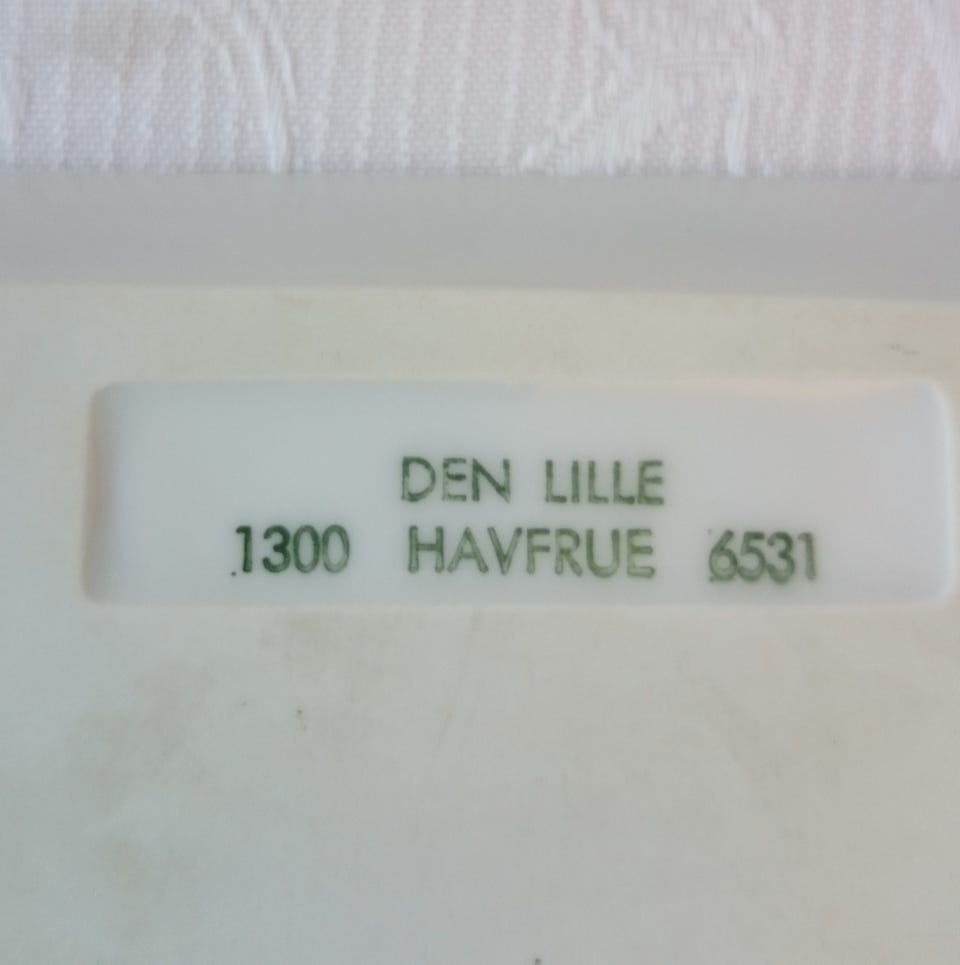 DEN LILLE
1300 HAVFRUE 6531